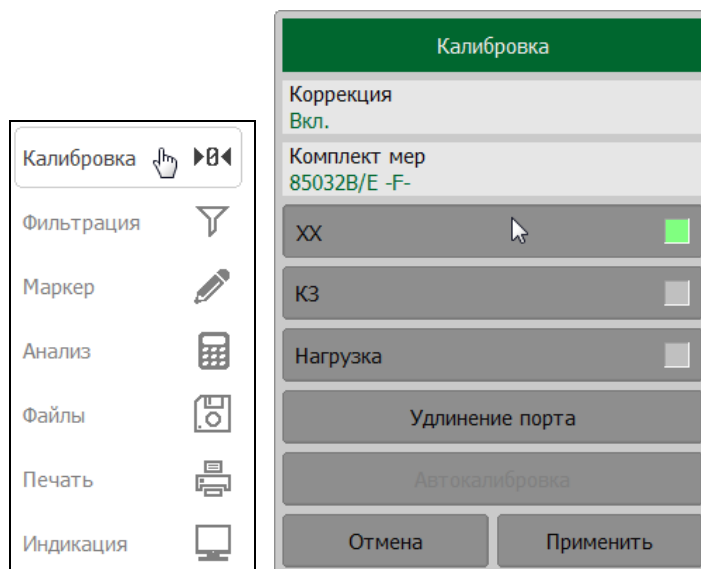 Калибровка
Фильтрация
Маркер
Анализ
Файлы
Печать
Индикация
Калибровка
Коррекция
Вкл.
Комплект мер
85032B/E -F-
XX
КЗ
Нагрузка
Удлинение порта
Автокалибровка
Отмена
Применить